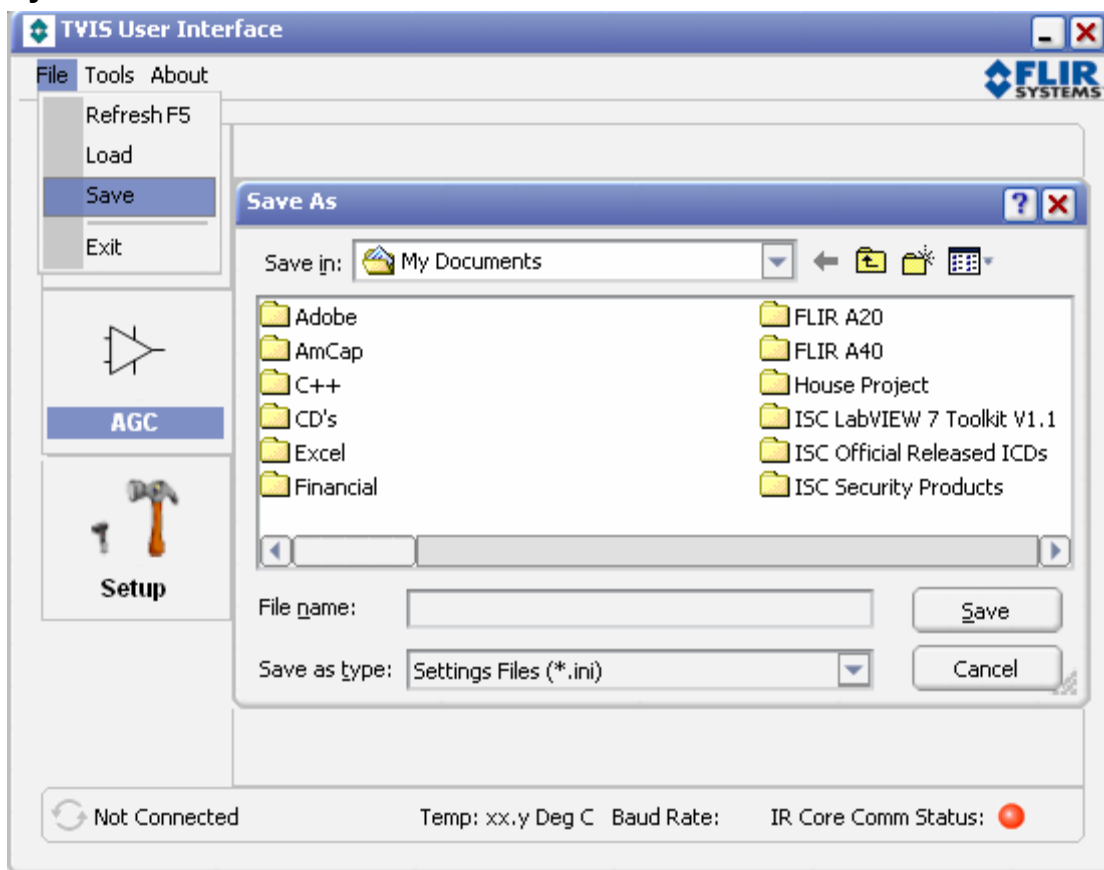 TVIS User Interface
File Tools About
FLIR
SYSTEMS
Refresh F5
Load
Save
Exit
Save As
Save in: My Documents
Adobe
AmCap
C++
CD's
Excel
Financial
FLIR A20
FLIR A40
House Project
ISC LabVIEW 7 Toolkit V1.1
ISC Official Released ICDs
ISC Security Products
File name:
Save
Save as type: Settings Files (*.ini)
Cancel
AGC
Setup
Not Connected Temp: xx.y Deg C Baud Rate: IR Core Comm Status: